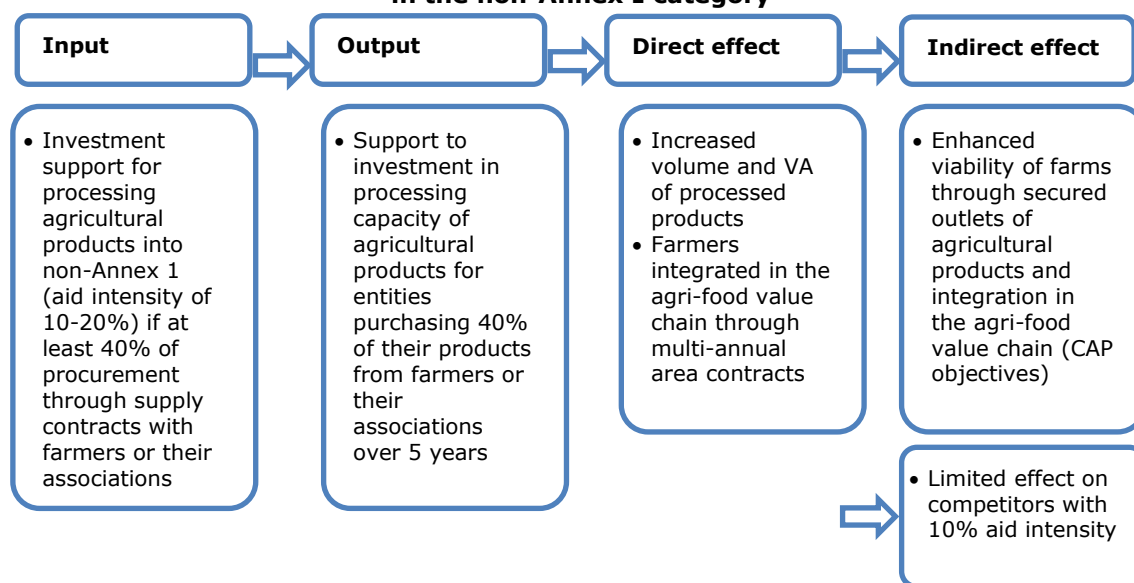 in the non-Annex I category
Input
Output
Direct effect
Indirect effect
• Investment
support for
processing
agricultural
products into
non-Annex 1
(aid intensity of
10-20%) if at
least 40% of
procurement
through supply
contracts with
farmers or their
associations
• Support to
investment in
processing
capacity of
agricultural
products for
entities
purchasing 40%
of their products
from farmers or
their
associations
over 5 years
• Increased
volume and VA
of processed
products
• Farmers
integrated in the
agri-food value
chain through
multi-annual
area contracts
• Enhanced
viability of farms
through secured
outlets of
agricultural
products and
integration in
the agri-food
value chain (CAP
objectives)
• Limited effect on
competitors with
10% aid intensity